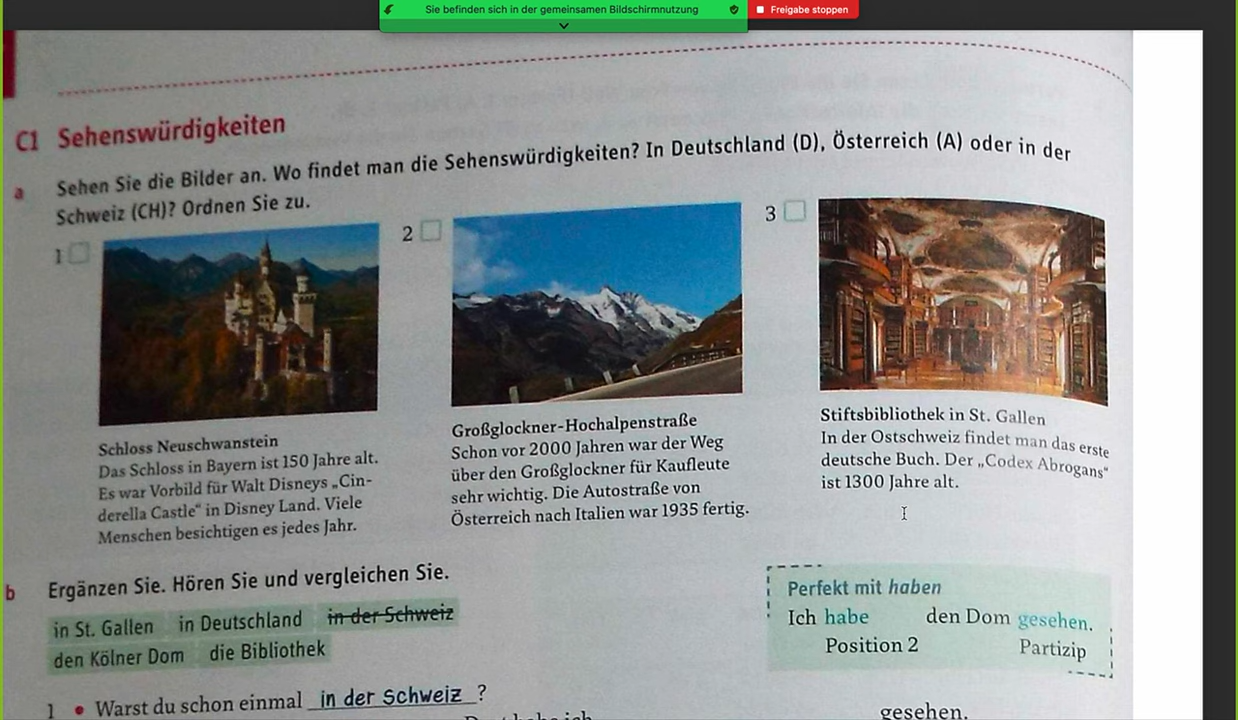 Sie befinden sich in der gemeinsamen Bildschirmnutzung
Freigabe stoppen
C1 Sehenswürdigkeiten
a Sehen Sie die Bilder an. Wo findet man die Sehenswürdigkeiten? In Deutschland (D), Österreich (A) oder in der
Schweiz (CH)? Ordnen Sie zu.
1
2
3
Schloss Neuschwanstein
Das Schloss in Bayern ist 150 Jahre alt.
Es war Vorbild für Walt Disneys „Cin-
derella Castle“ in Disney Land. Viele
Menschen besichtigen es jedes Jahr.
Großglockner-Hochalpenstraße
Schon vor 2000 Jahren war der Weg
über den Großglockner für Kaufleute
sehr wichtig. Die Autostraße von
Österreich nach Italien war 1935 fertig.
Stiftsbibliothek in St. Gallen
In der Ostschweiz findet man das erste
deutsche Buch. Der „Codex Abrogans“
ist 1300 Jahre alt.
b Ergänzen Sie. Hören Sie und vergleichen Sie.
in St. Gallen in Deutschland in der Schweiz
den Kölner Dom die Bibliothek
Perfekt mit haben
Ich habe den Dom gesehen.
Position 2 Partizip
1 • Warst du schon einmal in der Schweiz ?
gesehen.